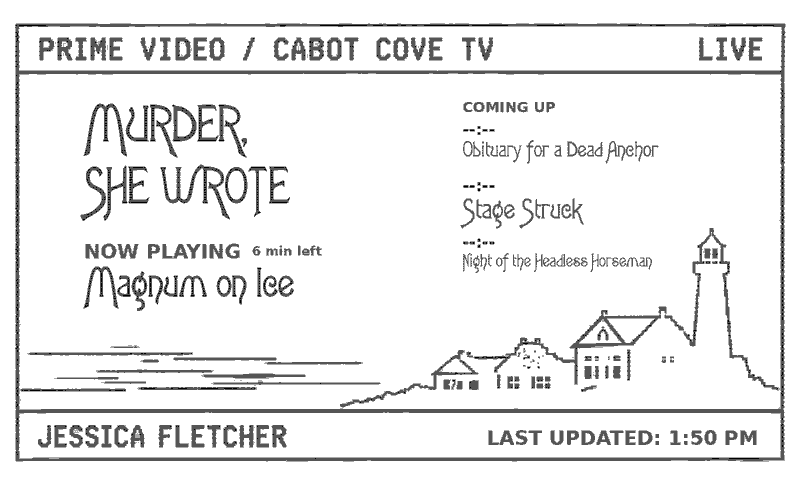 PRIME VIDEO / CABOT COVE TV
LIVE
MURDER,
SHE WROTE
NOW PLAYING 6 min left
Magnum on Ice
COMING UP
--:--
Obituary for a Dead Anchor
--:--
Stage Struck
--:--
Night of the Headless Horseman
JESSICA FLETCHER
LAST UPDATED: 1:50 PM